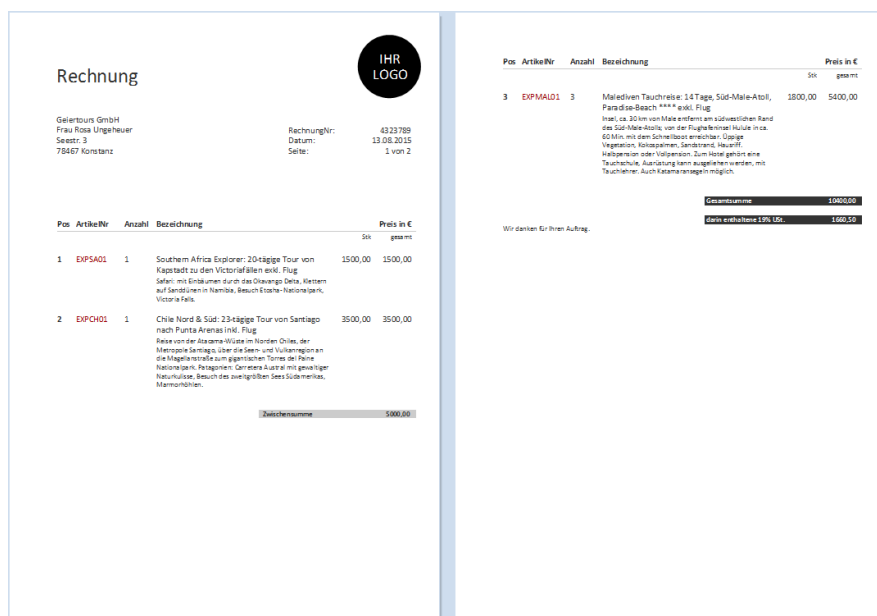 IHR
LOGO
Rechnung
Geiertours GmbH
Frau Rosa Ungeheuer
Seestr. 3
78467 Konstanz
RechnungNr: 4323789
Datum: 13.08.2015
Seite: 1 von 2
Pos ArtikelNr Anzahl Bezeichnung Preis in €
Stk gesamt
1 EXPSA01 1 Southern Africa Explorer: 20-tägige Tour von 1500,00 1500,00
Kapstadt zu den Victoriafällen exkl. Flug
Safari: mit Einbäumen durch das Okavango Delta, Klettern
auf Sanddünen in Namibia, Besuch Etosha- Nationalpark,
Victoria Falls.
2 EXPCH01 1 Chile Nord & Süd: 23-tägige Tour von Santiago 3500,00 3500,00
nach Punta Arenas inkl. Flug
Reise von der Atacama-Wüste im Norden Chiles, der
Metropole Santiago, über die Seen- und Vulkanregion an
die Magellanstraße zum gigantischen Torres del Paine
Nationalpark. Patagonien: Carretera Austral mit gewaltiger
Naturkulisse, Besuch des zweitgrößten Sees Südamerikas,
Marmorhöhlen.
Zwischensumme 5000,00
Pos ArtikelNr Anzahl Bezeichnung Preis in €
Stk gesamt
3 EXPMAL01 3 Malediven Tauchreise: 14 Tage, Süd-Male-Atoll, 1800,00 5400,00
Paradise-Beach **** exkl. Flug
Insel, ca. 30 km von Male entfernt am südwestlichen Rand
des Süd-Male-Atolls; von der Flughafeninsel Hulule in ca.
60 Min. mit dem Schnellboot erreichbar. Üppige
Vegetation, Kokospalmen, Sandstrand, Hausriff.
Halbpension oder Vollpension. Zum Hotel gehört eine
Tauchschule, Ausrüstung kann ausgeliehen werden, mit
Tauchlehrer. Auch Katamaransegeln möglich.
Gesamtsumme 10400,00
darin enthaltene 19% USt. 1660,50
Wir danken für Ihren Auftrag.